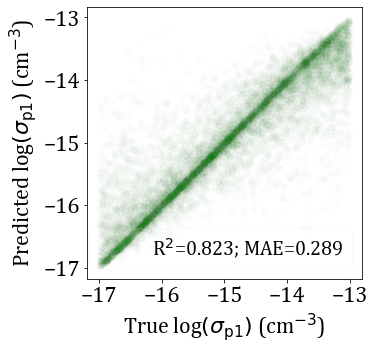 Predicted log(σp1) (cm⁻³)
−13
−14
−15
−16
−17
R²=0.823; MAE=0.289
−17 −16 −15 −14 −13
True log(σp1) (cm⁻³)